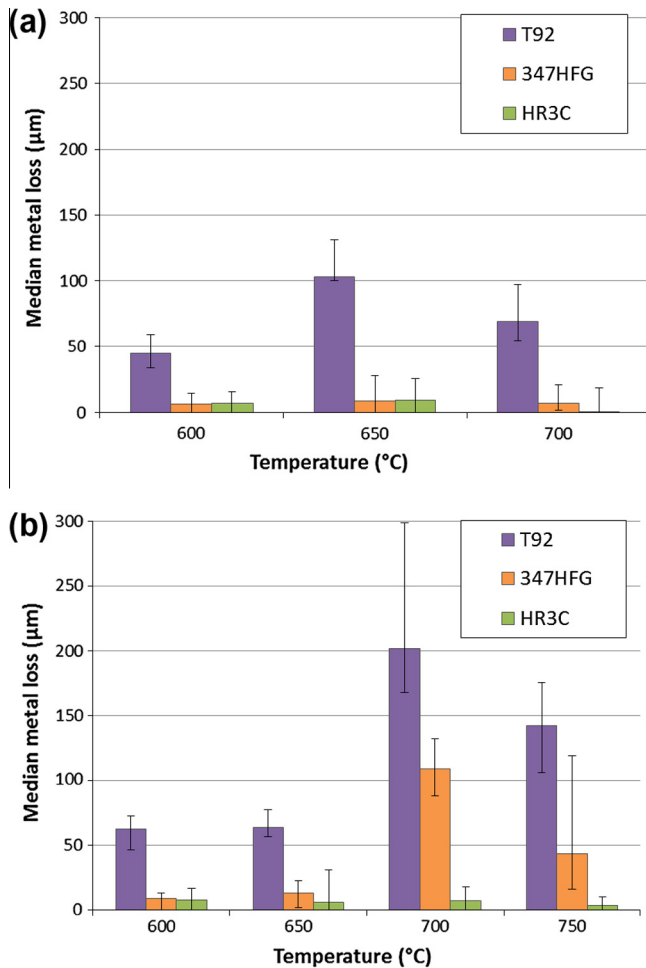 (a)
300
250
200
150
100
50
0
Median metal loss (µm)
T92
347HFG
HR3C
600 650 700
Temperature (°C)
(b)
300
250
200
150
100
50
0
Median metal loss (µm)
T92
347HFG
HR3C
600 650 700 750
Temperature (°C)